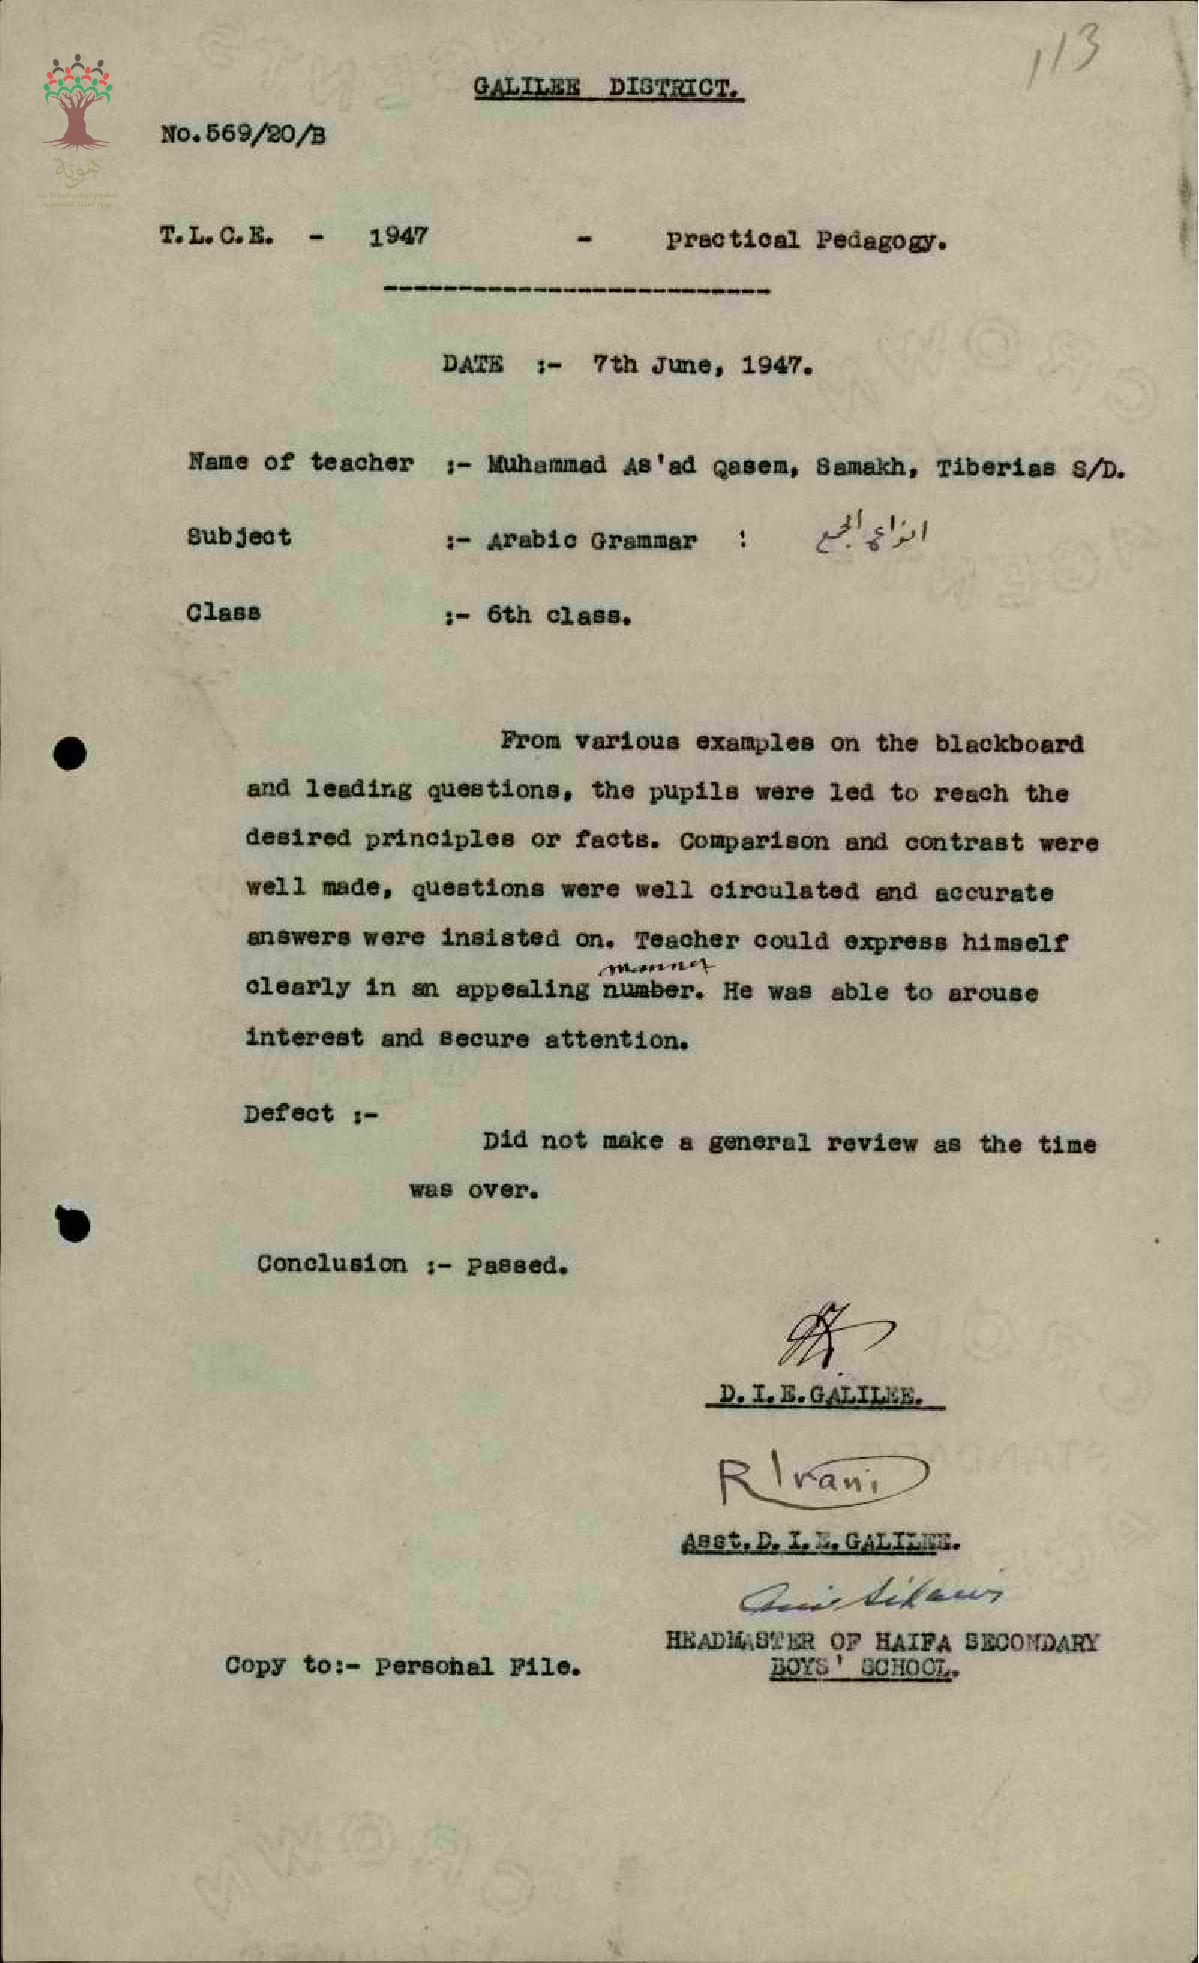 113
GALILEE DISTRICT.
No.569/20/B
هوية
T.L.C.E. - 1947 - Practical Pedagogy.
--------------------------
DATE :- 7th June, 1947.
Name of teacher :- Muhammad As'ad Qasem, Samakh, Tiberias S/D.
Subject :- Arabic Grammar : انواع الجمع
Class :- 6th class.
From various examples on the blackboard
and leading questions, the pupils were led to reach the
desired principles or facts. Comparison and contrast were
well made, questions were well circulated and accurate
answers were insisted on. Teacher could express himself
manner
clearly in an appealing number. He was able to arouse
interest and secure attention.
Defect :-
Did not make a general review as the time
was over.
Conclusion :- Passed.
D.I.E.GALILEE.
R Irani
Asst.D.I.E.GALILEE.
HEADMASTER OF HAIFA SECONDARY
Copy to:- Personal File.
BOYS' SCHOOL.